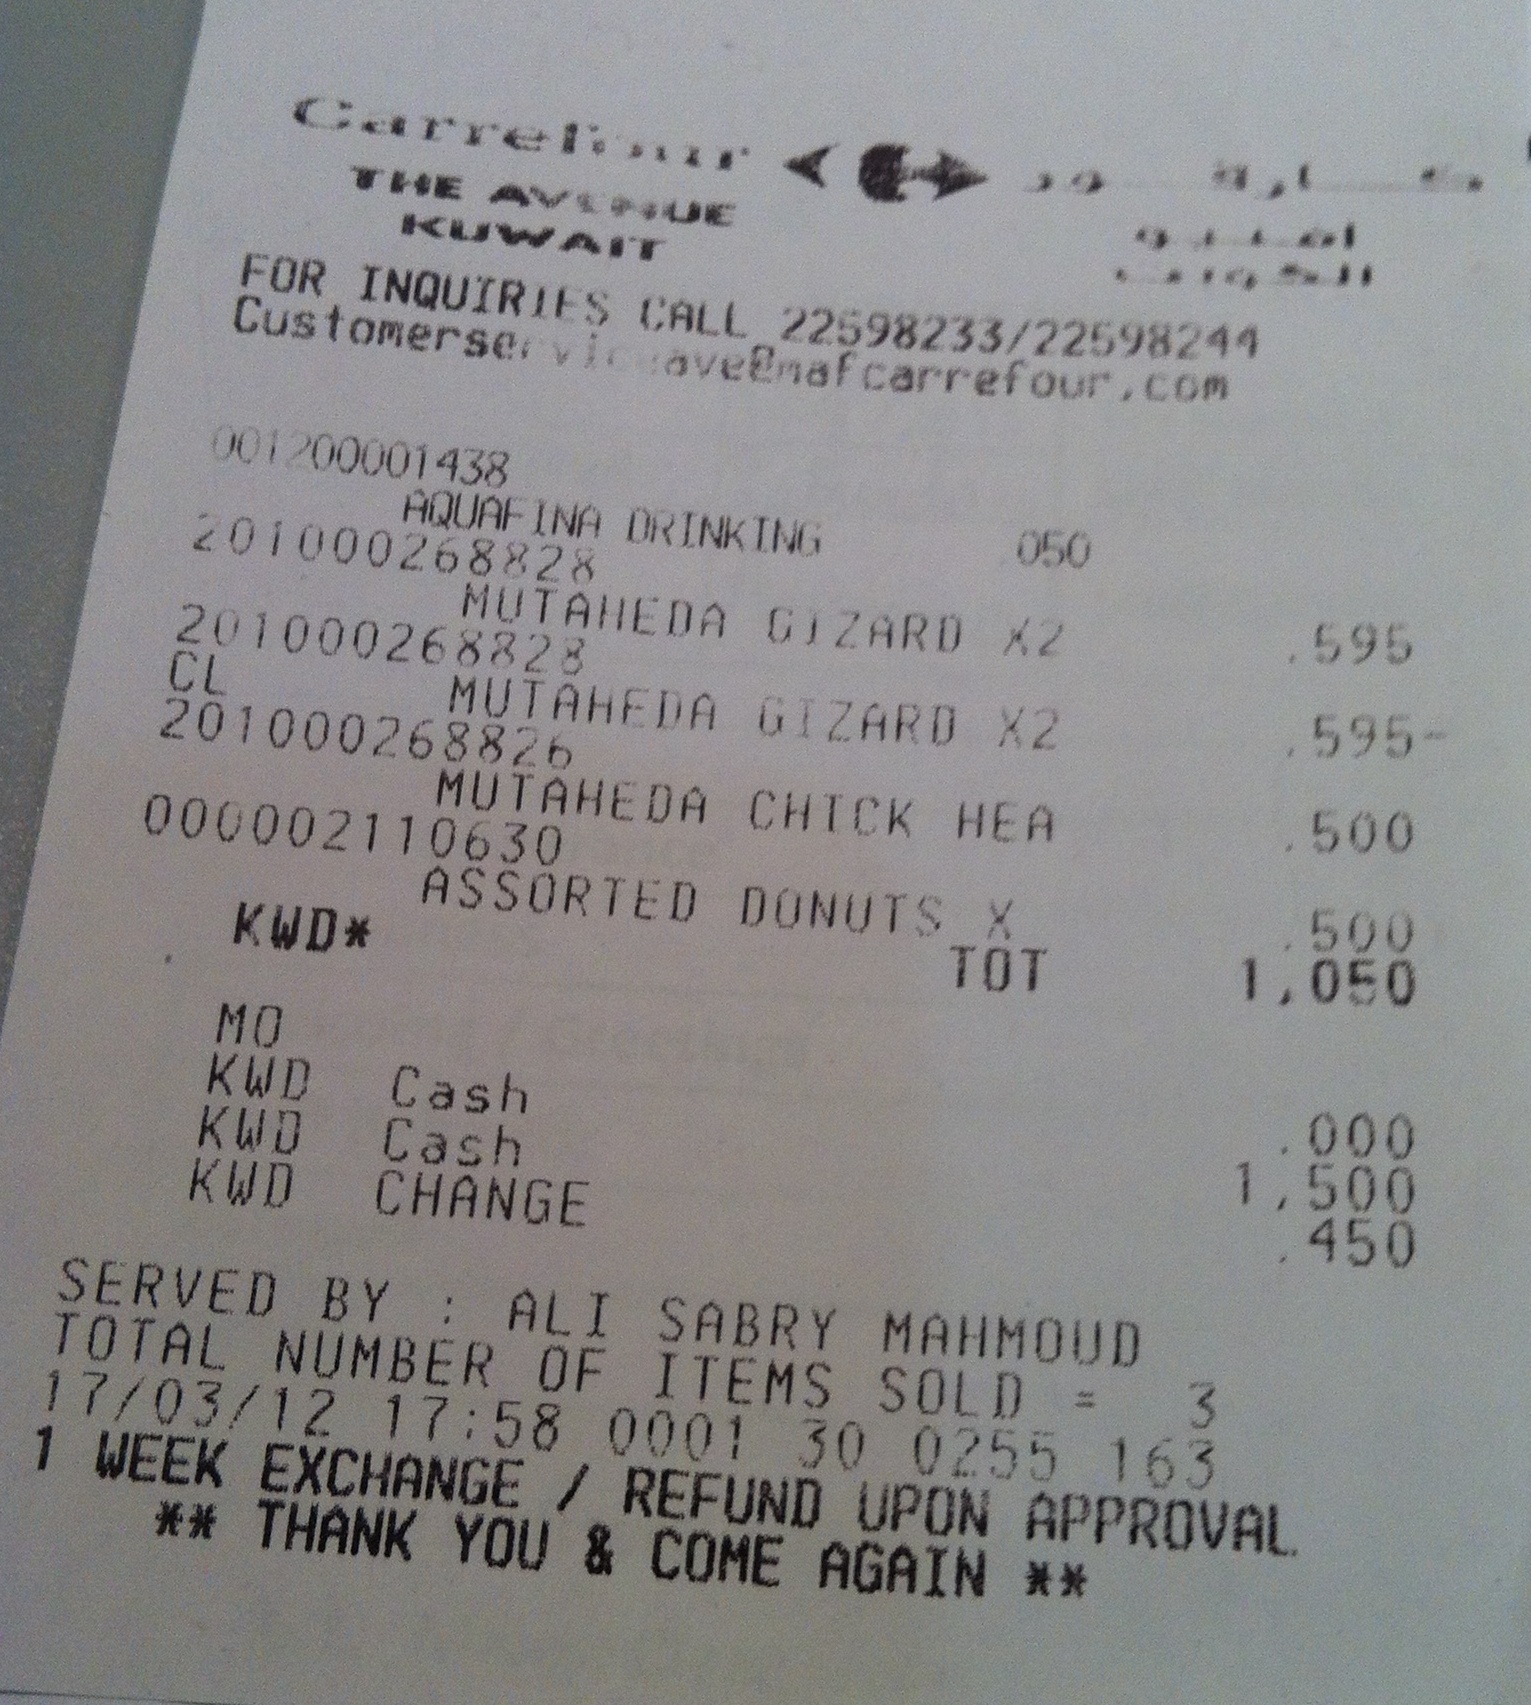 Carrefour
THE AVENUE
KUWAIT
FOR INQUIRIES CALL 22598233/22598244
Customerserviceave@mafcarrefour.com
001200001438
AQUAFINA DRINKING .050
201000268828
MUTAHEDA GIZARD X2 .595
201000268828
CL MUTAHEDA GIZARD X2 .595-
201000268826
MUTAHEDA CHICK HEA .500
000002110630
ASSORTED DONUTS X .500
KWD* TOT 1,050
MO
KWD Cash .000
KWD Cash 1,500
KWD CHANGE .450
SERVED BY : ALI SABRY MAHMOUD
TOTAL NUMBER OF ITEMS SOLD = 3
17/03/12 17:58 0001 30 0255 163
1 WEEK EXCHANGE / REFUND UPON APPROVAL
** THANK YOU & COME AGAIN **